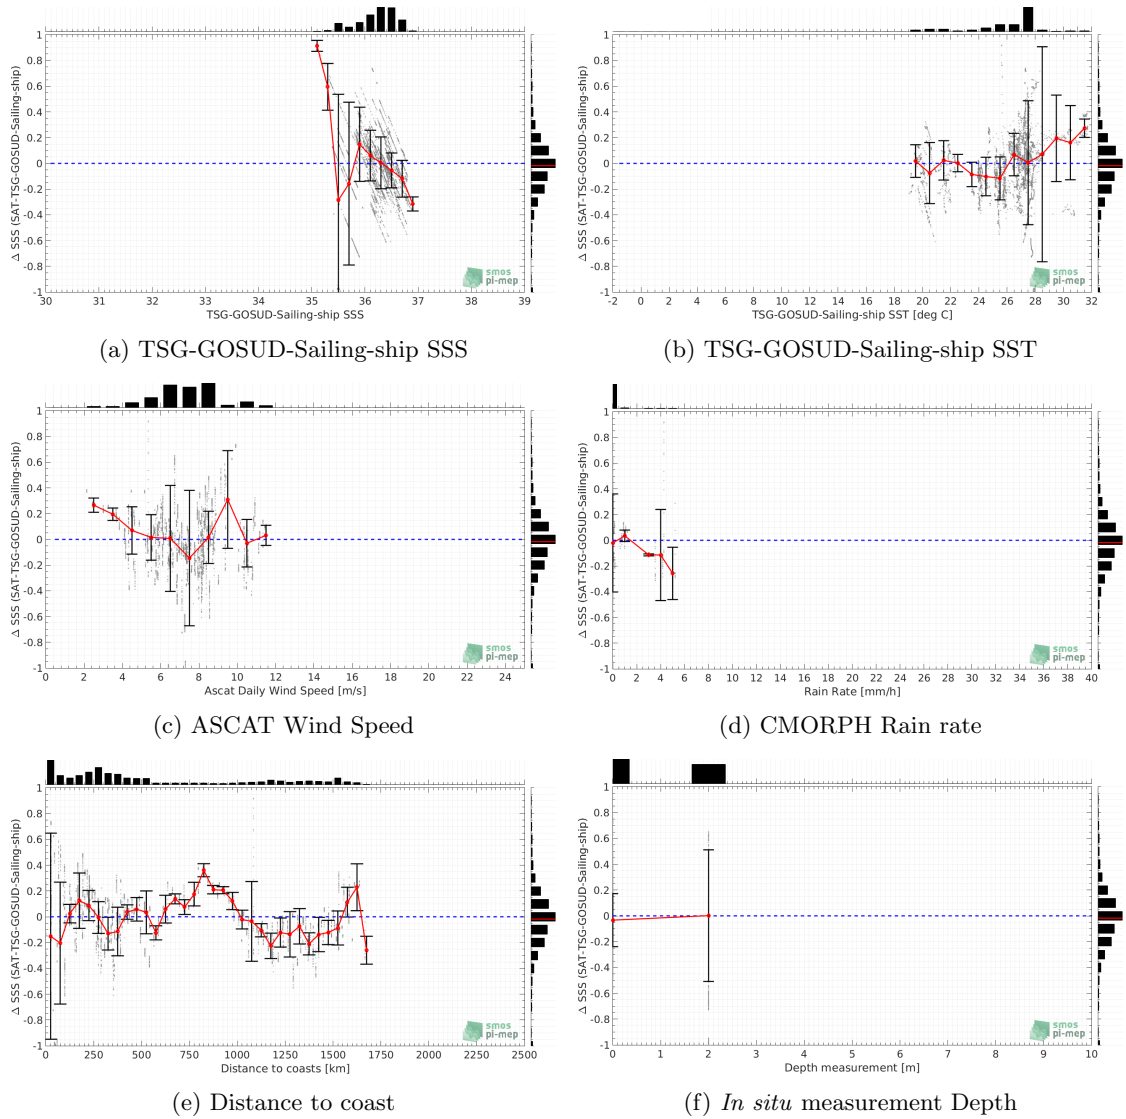 1
0.8
0.6
0.4
0.2
0
-0.2
-0.4
-0.6
-0.8
-1
Δ SSS (SAT-TSG-GOSUD-Sailing-ship)
30 31 32 33 34 35 36 37 38 39
TSG-GOSUD-Sailing-ship SSS
smos
pi-mep
(a) TSG-GOSUD-Sailing-ship SSS
1
0.8
0.6
0.4
0.2
0
-0.2
-0.4
-0.6
-0.8
-1
Δ SSS (SAT-TSG-GOSUD-Sailing-ship)
-2 0 2 4 6 8 10 12 14 16 18 20 22 24 26 28 30 32
TSG-GOSUD-Sailing-ship SST [deg C]
smos
pi-mep
(b) TSG-GOSUD-Sailing-ship SST
1
0.8
0.6
0.4
0.2
0
-0.2
-0.4
-0.6
-0.8
-1
Δ SSS (SAT-TSG-GOSUD-Sailing-ship)
0 2 4 6 8 10 12 14 16 18 20 22 24
Ascat Daily Wind Speed [m/s]
smos
pi-mep
(c) ASCAT Wind Speed
1
0.8
0.6
0.4
0.2
0
-0.2
-0.4
-0.6
-0.8
-1
Δ SSS (SAT-TSG-GOSUD-Sailing-ship)
0 2 4 6 8 10 12 14 16 18 20 22 24 26 28 30 32 34 36 38 40
Rain Rate [mm/h]
smos
pi-mep
(d) CMORPH Rain rate
1
0.8
0.6
0.4
0.2
0
-0.2
-0.4
-0.6
-0.8
-1
Δ SSS (SAT-TSG-GOSUD-Sailing-ship)
0 250 500 750 1000 1250 1500 1750 2000 2250 2500
Distance to coasts [km]
smos
pi-mep
(e) Distance to coast
1
0.8
0.6
0.4
0.2
0
-0.2
-0.4
-0.6
-0.8
-1
Δ SSS (SAT-TSG-GOSUD-Sailing-ship)
0 1 2 3 4 5 6 7 8 9 10
Depth measurement [m]
smos
pi-mep
(f) In situ measurement Depth